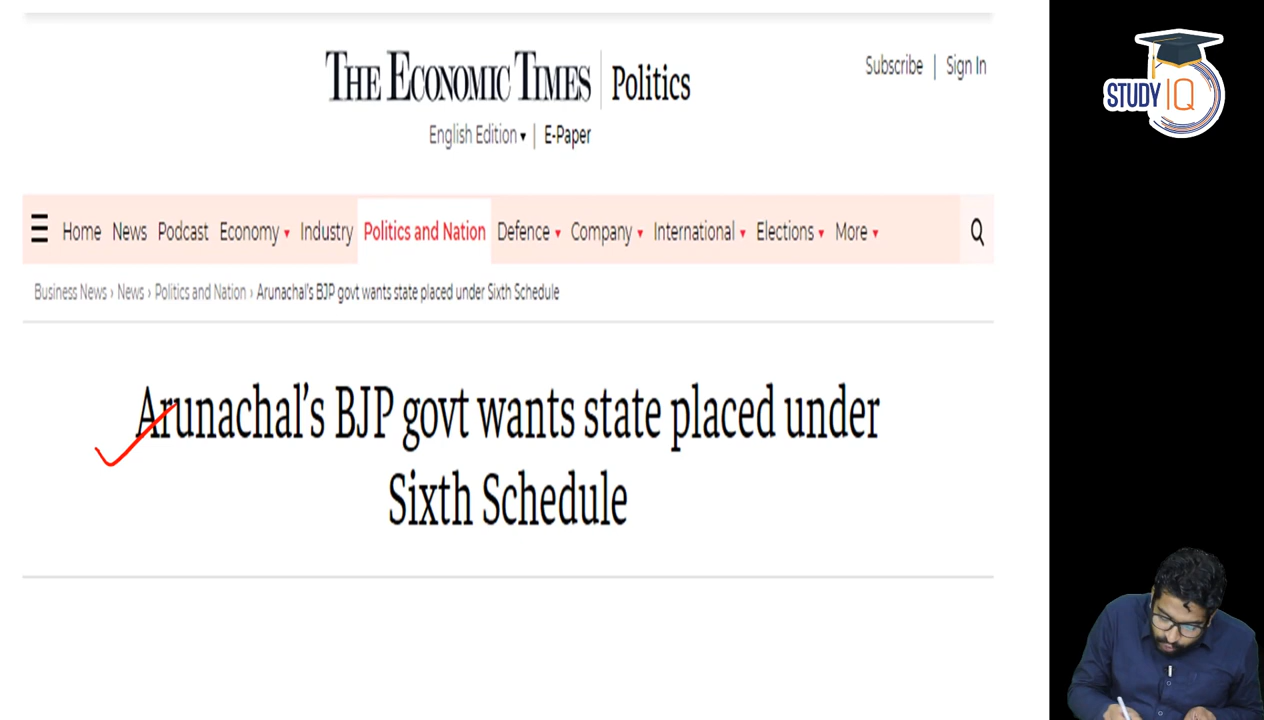 THE ECONOMIC TIMES | Politics
Subscribe | Sign In
STUDY IQ
English Edition ▾ | E-Paper
Home News Podcast Economy ▾ Industry Politics and Nation Defence ▾ Company ▾ International ▾ Elections ▾ More ▾
Business News › News › Politics and Nation › Arunachal's BJP govt wants state placed under Sixth Schedule
Arunachal's BJP govt wants state placed under
Sixth Schedule